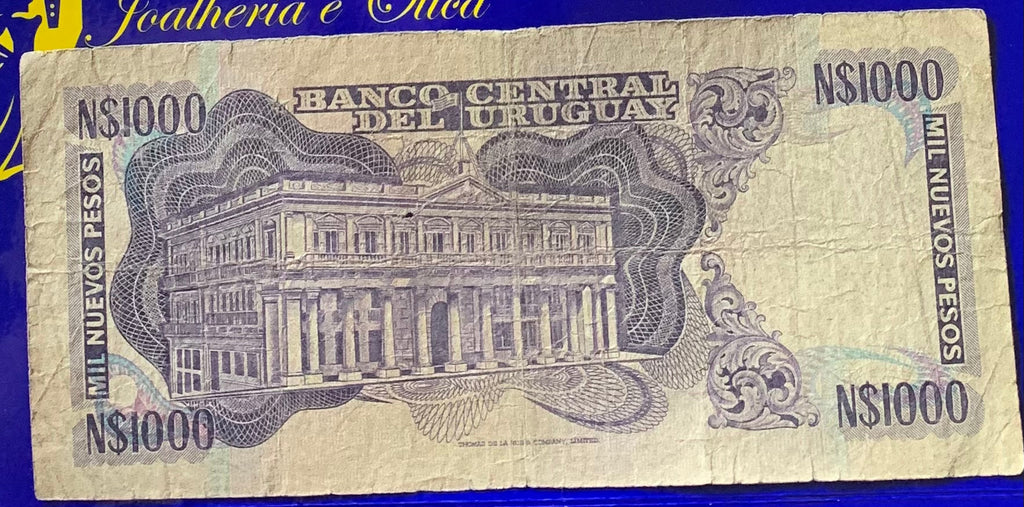 Joalheria e Ótica
N$1000
BANCO CENTRAL
DEL URUGUAY
N$1000
MIL NUEVOS PESOS
MIL NUEVOS PESOS
N$1000
THOMAS DE LA RUE & COMPANY, LIMITED.
N$1000